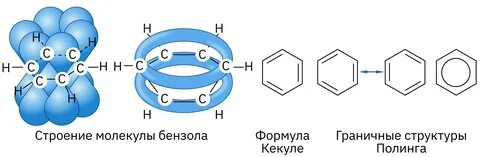 H H
C C
H C C H
C C
H H
H H
C C
H C C H
C C
H H
Строение молекулы бензола
Формула
Кекуле
Граничные структуры
Полинга